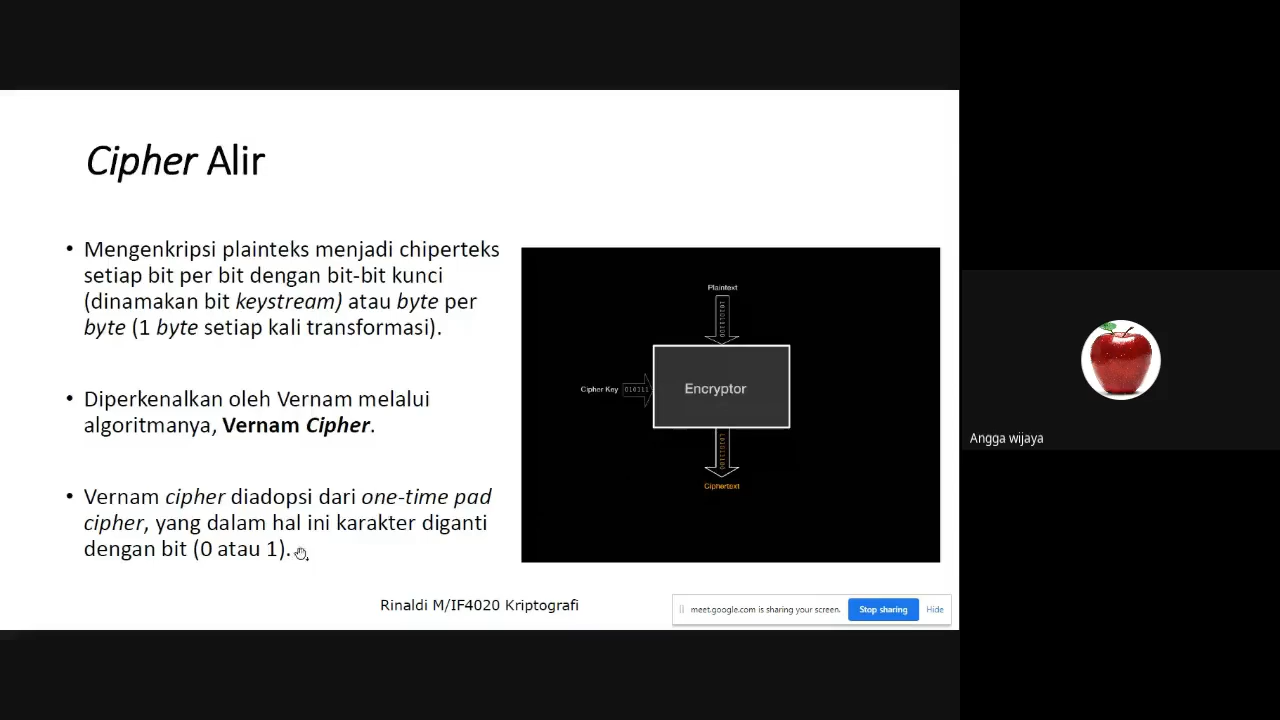 Cipher Alir
• Mengenkripsi plainteks menjadi chiperteks
setiap bit per bit dengan bit-bit kunci
(dinamakan bit keystream) atau byte per
byte (1 byte setiap kali transformasi).
• Diperkenalkan oleh Vernam melalui
algoritmanya, Vernam Cipher.
• Vernam cipher diadopsi dari one-time pad
cipher, yang dalam hal ini karakter diganti
dengan bit (0 atau 1).
Plaintext
Cipher Key
010311
Encryptor
Ciphertext
Rinaldi M/IF4020 Kriptografi
meet.google.com is sharing your screen.
Stop sharing
Hide
Angga wijaya